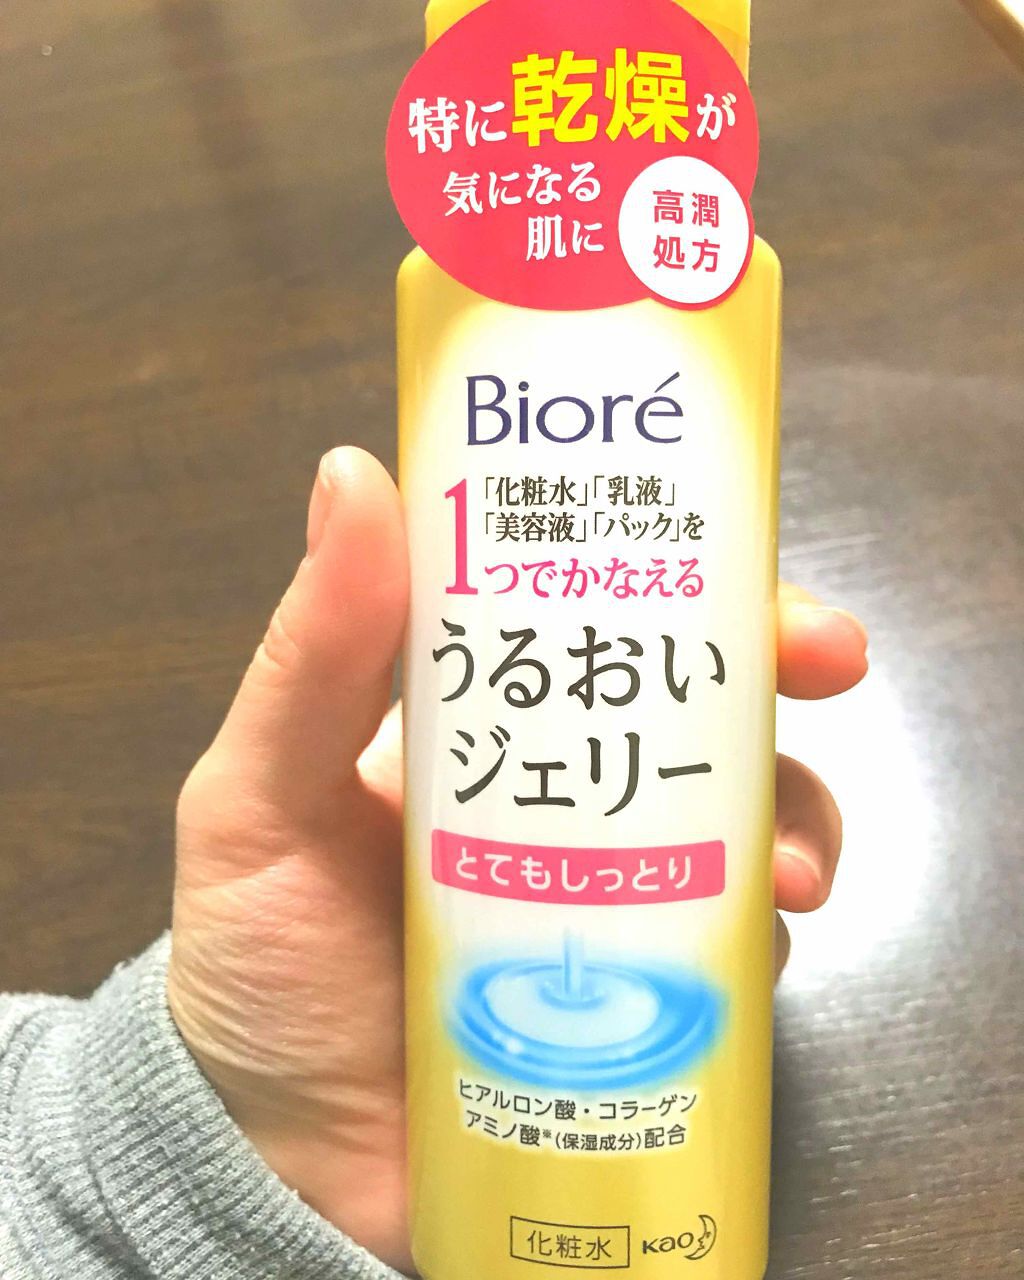 特に乾燥が
気になる
肌に
高潤
処方
Bioré
1「化粧水」「乳液」
「美容液」「パック」を
つでかなえる
うるおい
ジェリー
とてもしっとり
ヒアルロン酸・コラーゲン
アミノ酸※(保湿成分)配合
化粧水
Kao